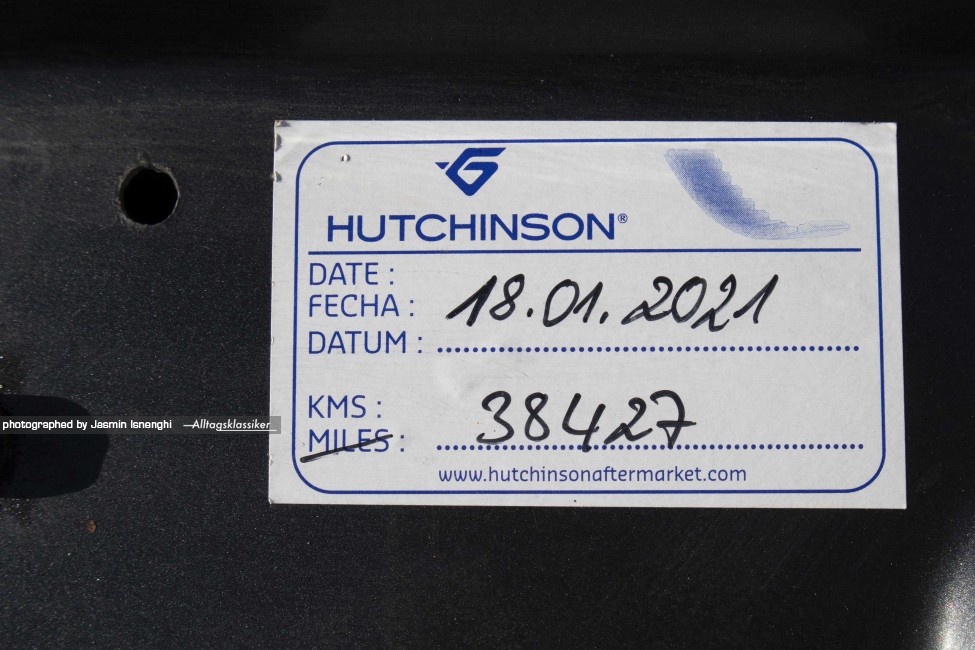 HUTCHINSON®
DATE :
FECHA :
DATUM : 18.01.2021
KMS : 38427
MILES :
www.hutchinsonaftermarket.com
photographed by Jasmin Isnenghi —Alltagsklassiker